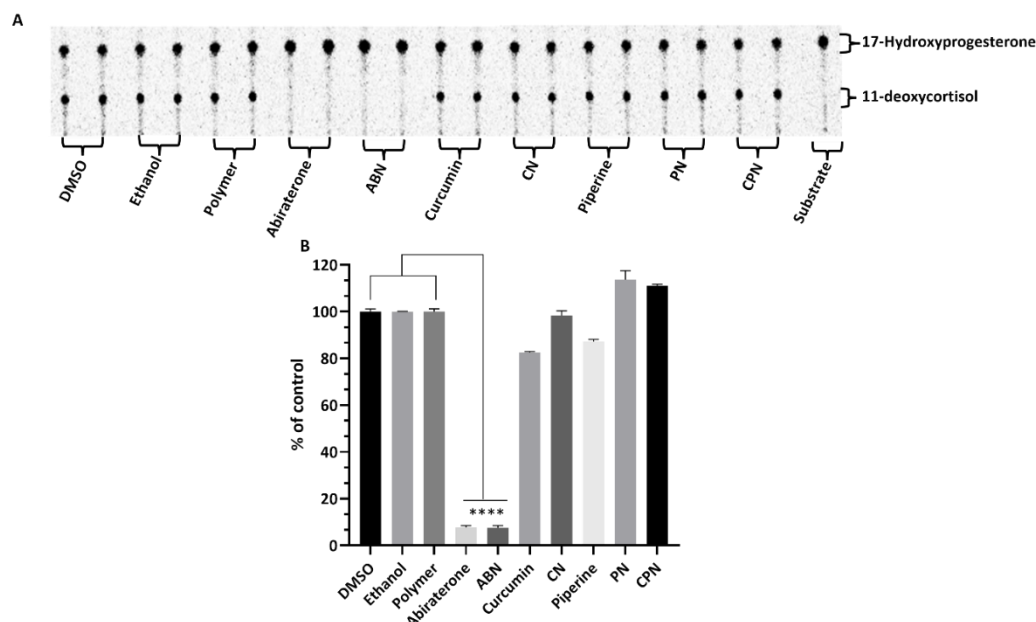 A
17-Hydroxyprogesterone
11-deoxycortisol
DMSO
Ethanol
Polymer
Abiraterone
ABN
Curcumin
CN
Piperine
PN
CPN
Substrate
B
% of control
120
100
80
60
40
20
0
****
DMSO
Ethanol
Polymer
Abiraterone
ABN
Curcumin
CN
Piperine
PN
CPN